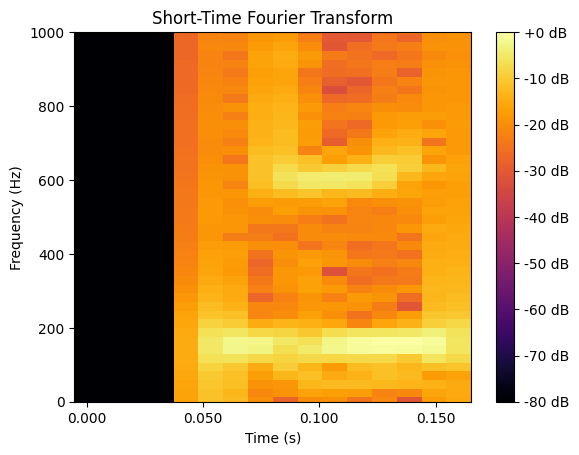 Short-Time Fourier Transform
1000
800
600
400
200
0
Frequency (Hz)
0.000
0.050
0.100
0.150
Time (s)
+0 dB
-10 dB
-20 dB
-30 dB
-40 dB
-50 dB
-60 dB
-70 dB
-80 dB